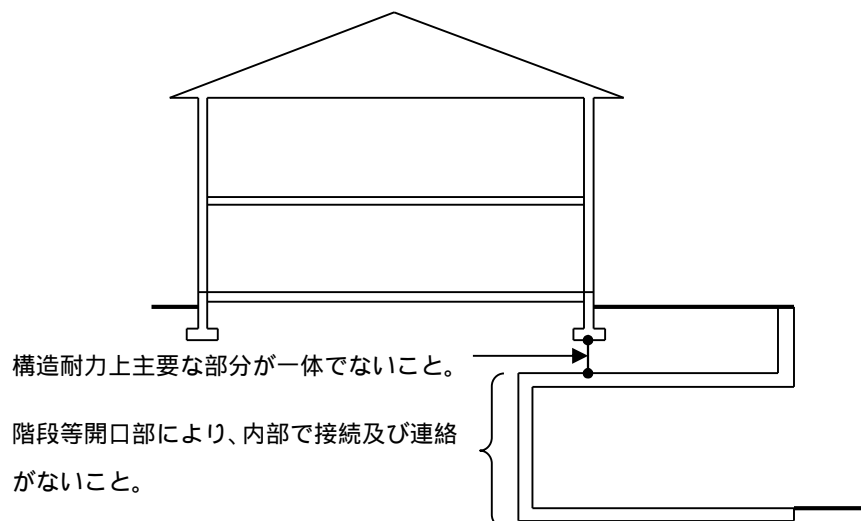 構造耐力上主要な部分が一体でないこと。
階段等開口部により、内部で接続及び連絡
がないこと。